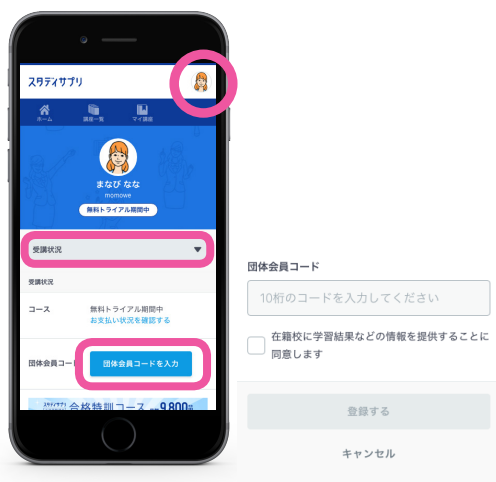 スタディサプリ
ホーム
講座一覧
マイ講座
まなび なな
momowe
無料トライアル期間中
受講状況
受講状況
コース
無料トライアル期間中
お支払い状況を確認する
団体会員コード
団体会員コードを入力
スタディサプリ 合格特訓コース 9,800
団体会員コード
10桁のコードを入力してください
在籍校に学習結果などの情報を提供することに
同意します
登録する
キャンセル